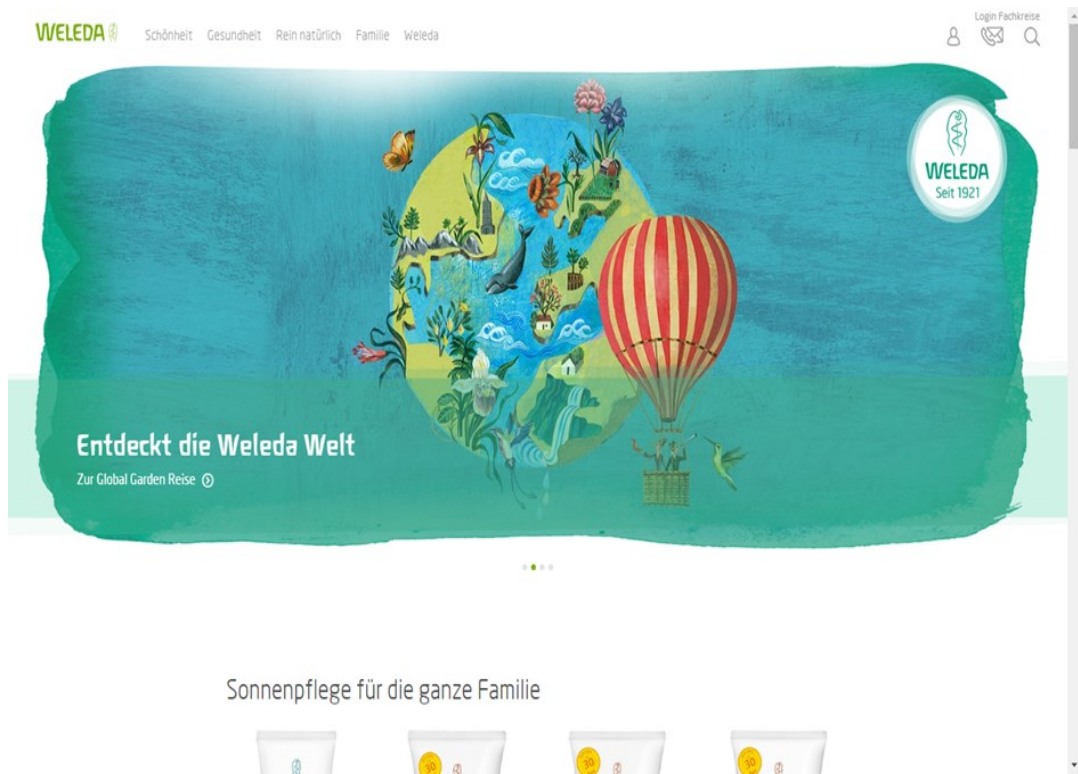 Login Fachkreise
WELEDA
Schönheit Gesundheit Rein natürlich Familie Weleda
WELEDA
Seit 1921
Entdeckt die Weleda Welt
Zur Global Garden Reise
Sonnenpflege für die ganze Familie
30
30
30